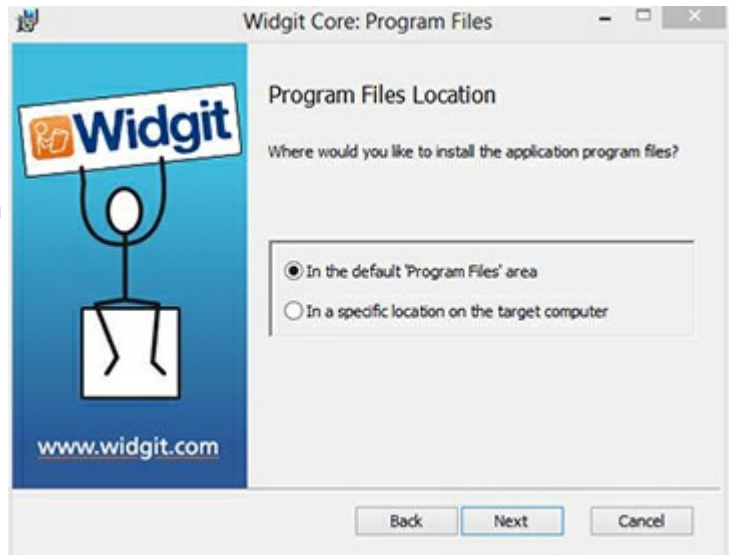 Widgit Core: Program Files
Widgit
Program Files Location
Where would you like to install the application program files?
In the default 'Program Files' area
In a specific location on the target computer
www.widgit.com
Back Next Cancel